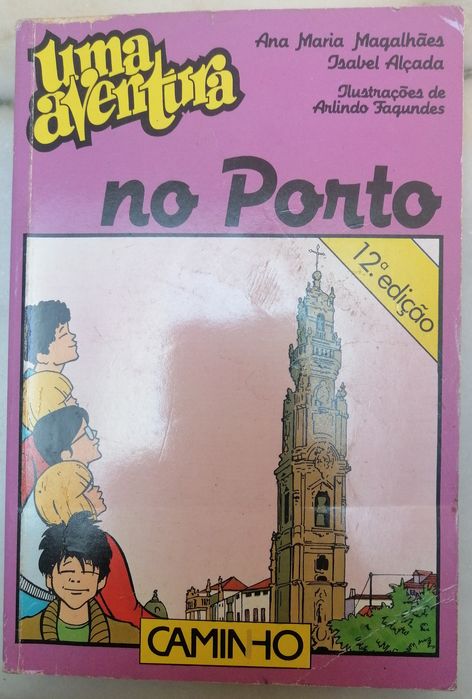 uma
aventura
Ana Maria Magalhães
Isabel Alçada
Ilustrações de
Arlindo Fagundes
no Porto
12.ª edição
CAMINHO